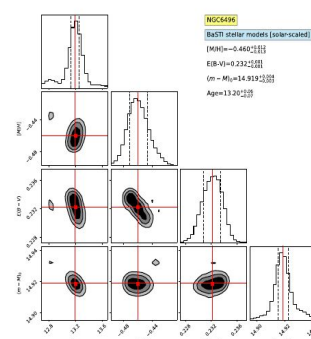 NGC6496
BaSTI stellar models [solar-scaled]
[M/H]=−0.460+0.012−0.013
E(B-V)=0.232+0.001−0.001
(m − M)0=14.919+0.004−0.003
Age=13.20+0.06−0.07
[M/H]
−0.44
−0.48
E(B−V)
0.236
0.232
0.228
(m−M)0
14.94
14.92
14.90
12.8 13.2 13.6 −0.48 −0.44 0.228 0.232 0.236 14.90 14.92